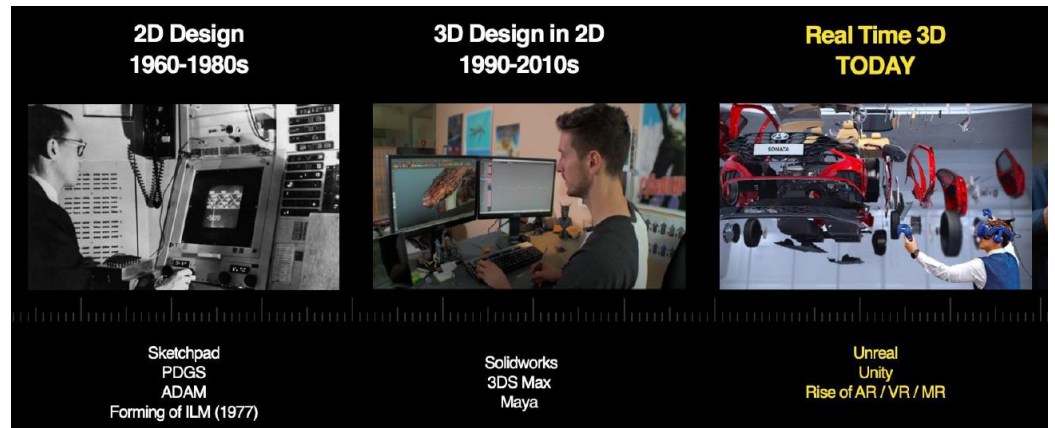 2D Design
1960-1980s
3D Design in 2D
1990-2010s
Real Time 3D
TODAY
SONATA
Sketchpad
PDGS
ADAM
Forming of ILM (1977)
Solidworks
3DS Max
Maya
Unreal
Unity
Rise of AR / VR / MR